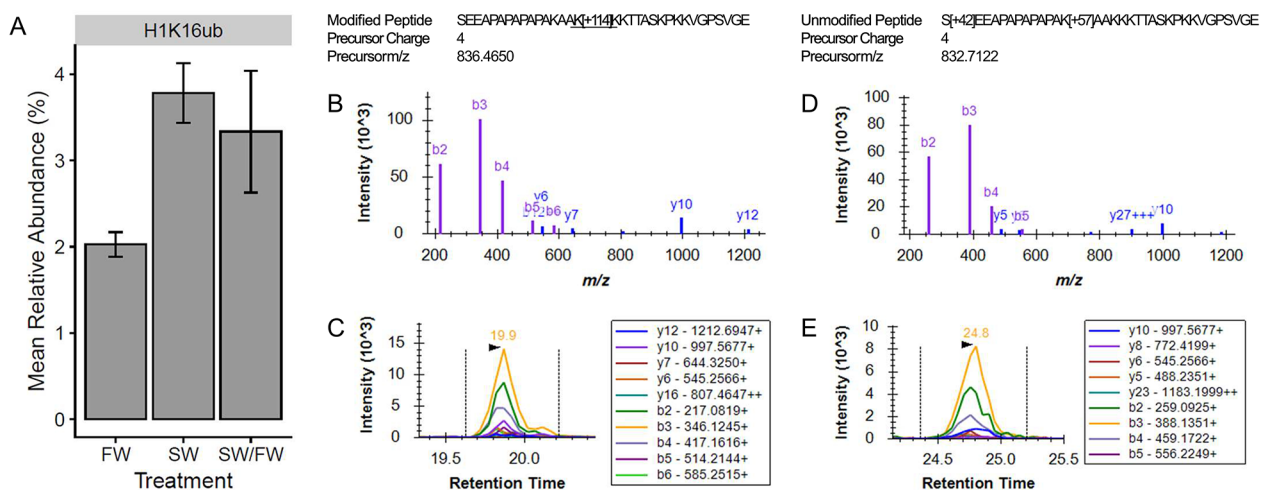 A
H1K16ub
Mean Relative Abundance (%)
4
3
2
1
0
FW
SW
SW/FW
Treatment
Modified Peptide SEEAPAPAPAPAKAAK[+114]KKTTASKPKKVGPSVGE
Precursor Charge 4
Precursorm/z 836.4650
B
Intensity (10^3)
100
50
0
b2
b3
b4
b5
y6
b6
y7
y10
y12
200 400 600 800 1000 1200
m/z
C
Intensity (10^3)
15
10
5
0
19.9
19.5 20.0
Retention Time
y12 - 1212.6947+
y10 - 997.5677+
y7 - 644.3250+
y6 - 545.2566+
y16 - 807.4647++
b2 - 217.0819+
b3 - 346.1245+
b4 - 417.1616+
b5 - 514.2144+
b6 - 585.2515+
Unmodified Peptide S[+42]EEAPAPAPAPAK[+57]AAKKKTTASKPKKVGPSVGE
Precursor Charge 4
Precursorm/z 832.7122
D
Intensity (10^3)
100
80
60
40
20
0
b2
b3
b4
y5
b5
y27+++
y10
200 400 600 800 1000 1200
m/z
E
Intensity (10^3)
10
8
6
4
2
0
24.8
24.5 25.0 25.5
Retention Time
y10 - 997.5677+
y8 - 772.4199+
y6 - 545.2566+
y5 - 488.2351+
y23 - 1183.1999++
b2 - 259.0925+
b3 - 388.1351+
b4 - 459.1722+
b5 - 556.2249+